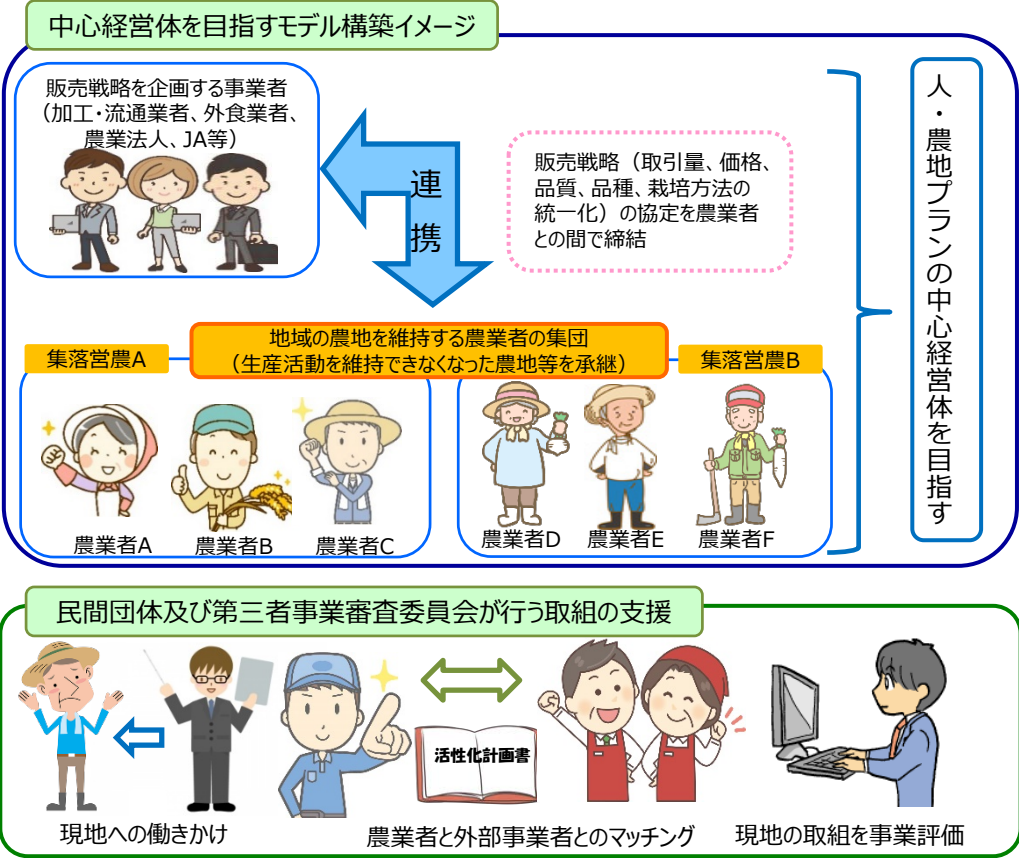 中心経営体を目指すモデル構築イメージ
販売戦略を企画する事業者
（加工・流通業者、外食業者、
農業法人、JA等）
連
携
販売戦略（取引量、価格、
品質、品種、栽培方法の
統一化）の協定を農業者
との間で締結
人・農地プランの中心経営体を目指す
地域の農地を維持する農業者の集団
（生産活動を維持できなくなった農地等を承継）
集落営農A
集落営農B
農業者A
農業者B
農業者C
農業者D
農業者E
農業者F
民間団体及び第三者事業審査委員会が行う取組の支援
活性化計画書
現地への働きかけ
農業者と外部事業者とのマッチング
現地の取組を事業評価